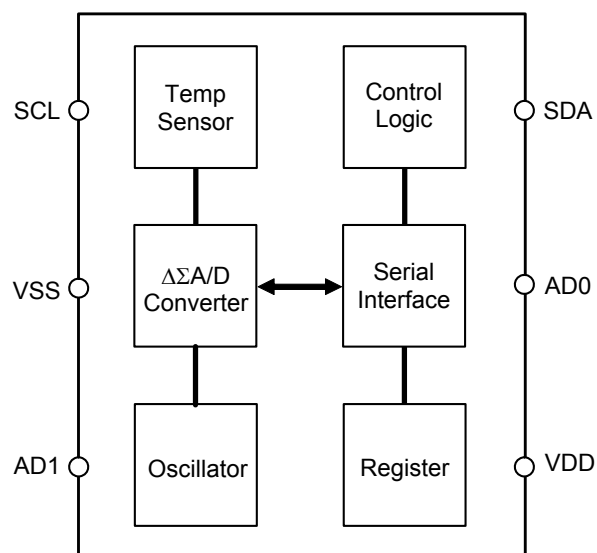 SCL
Temp
Sensor
Control
Logic
SDA
VSS
ΔΣA/D
Converter
Serial
Interface
AD0
AD1
Oscillator
Register
VDD